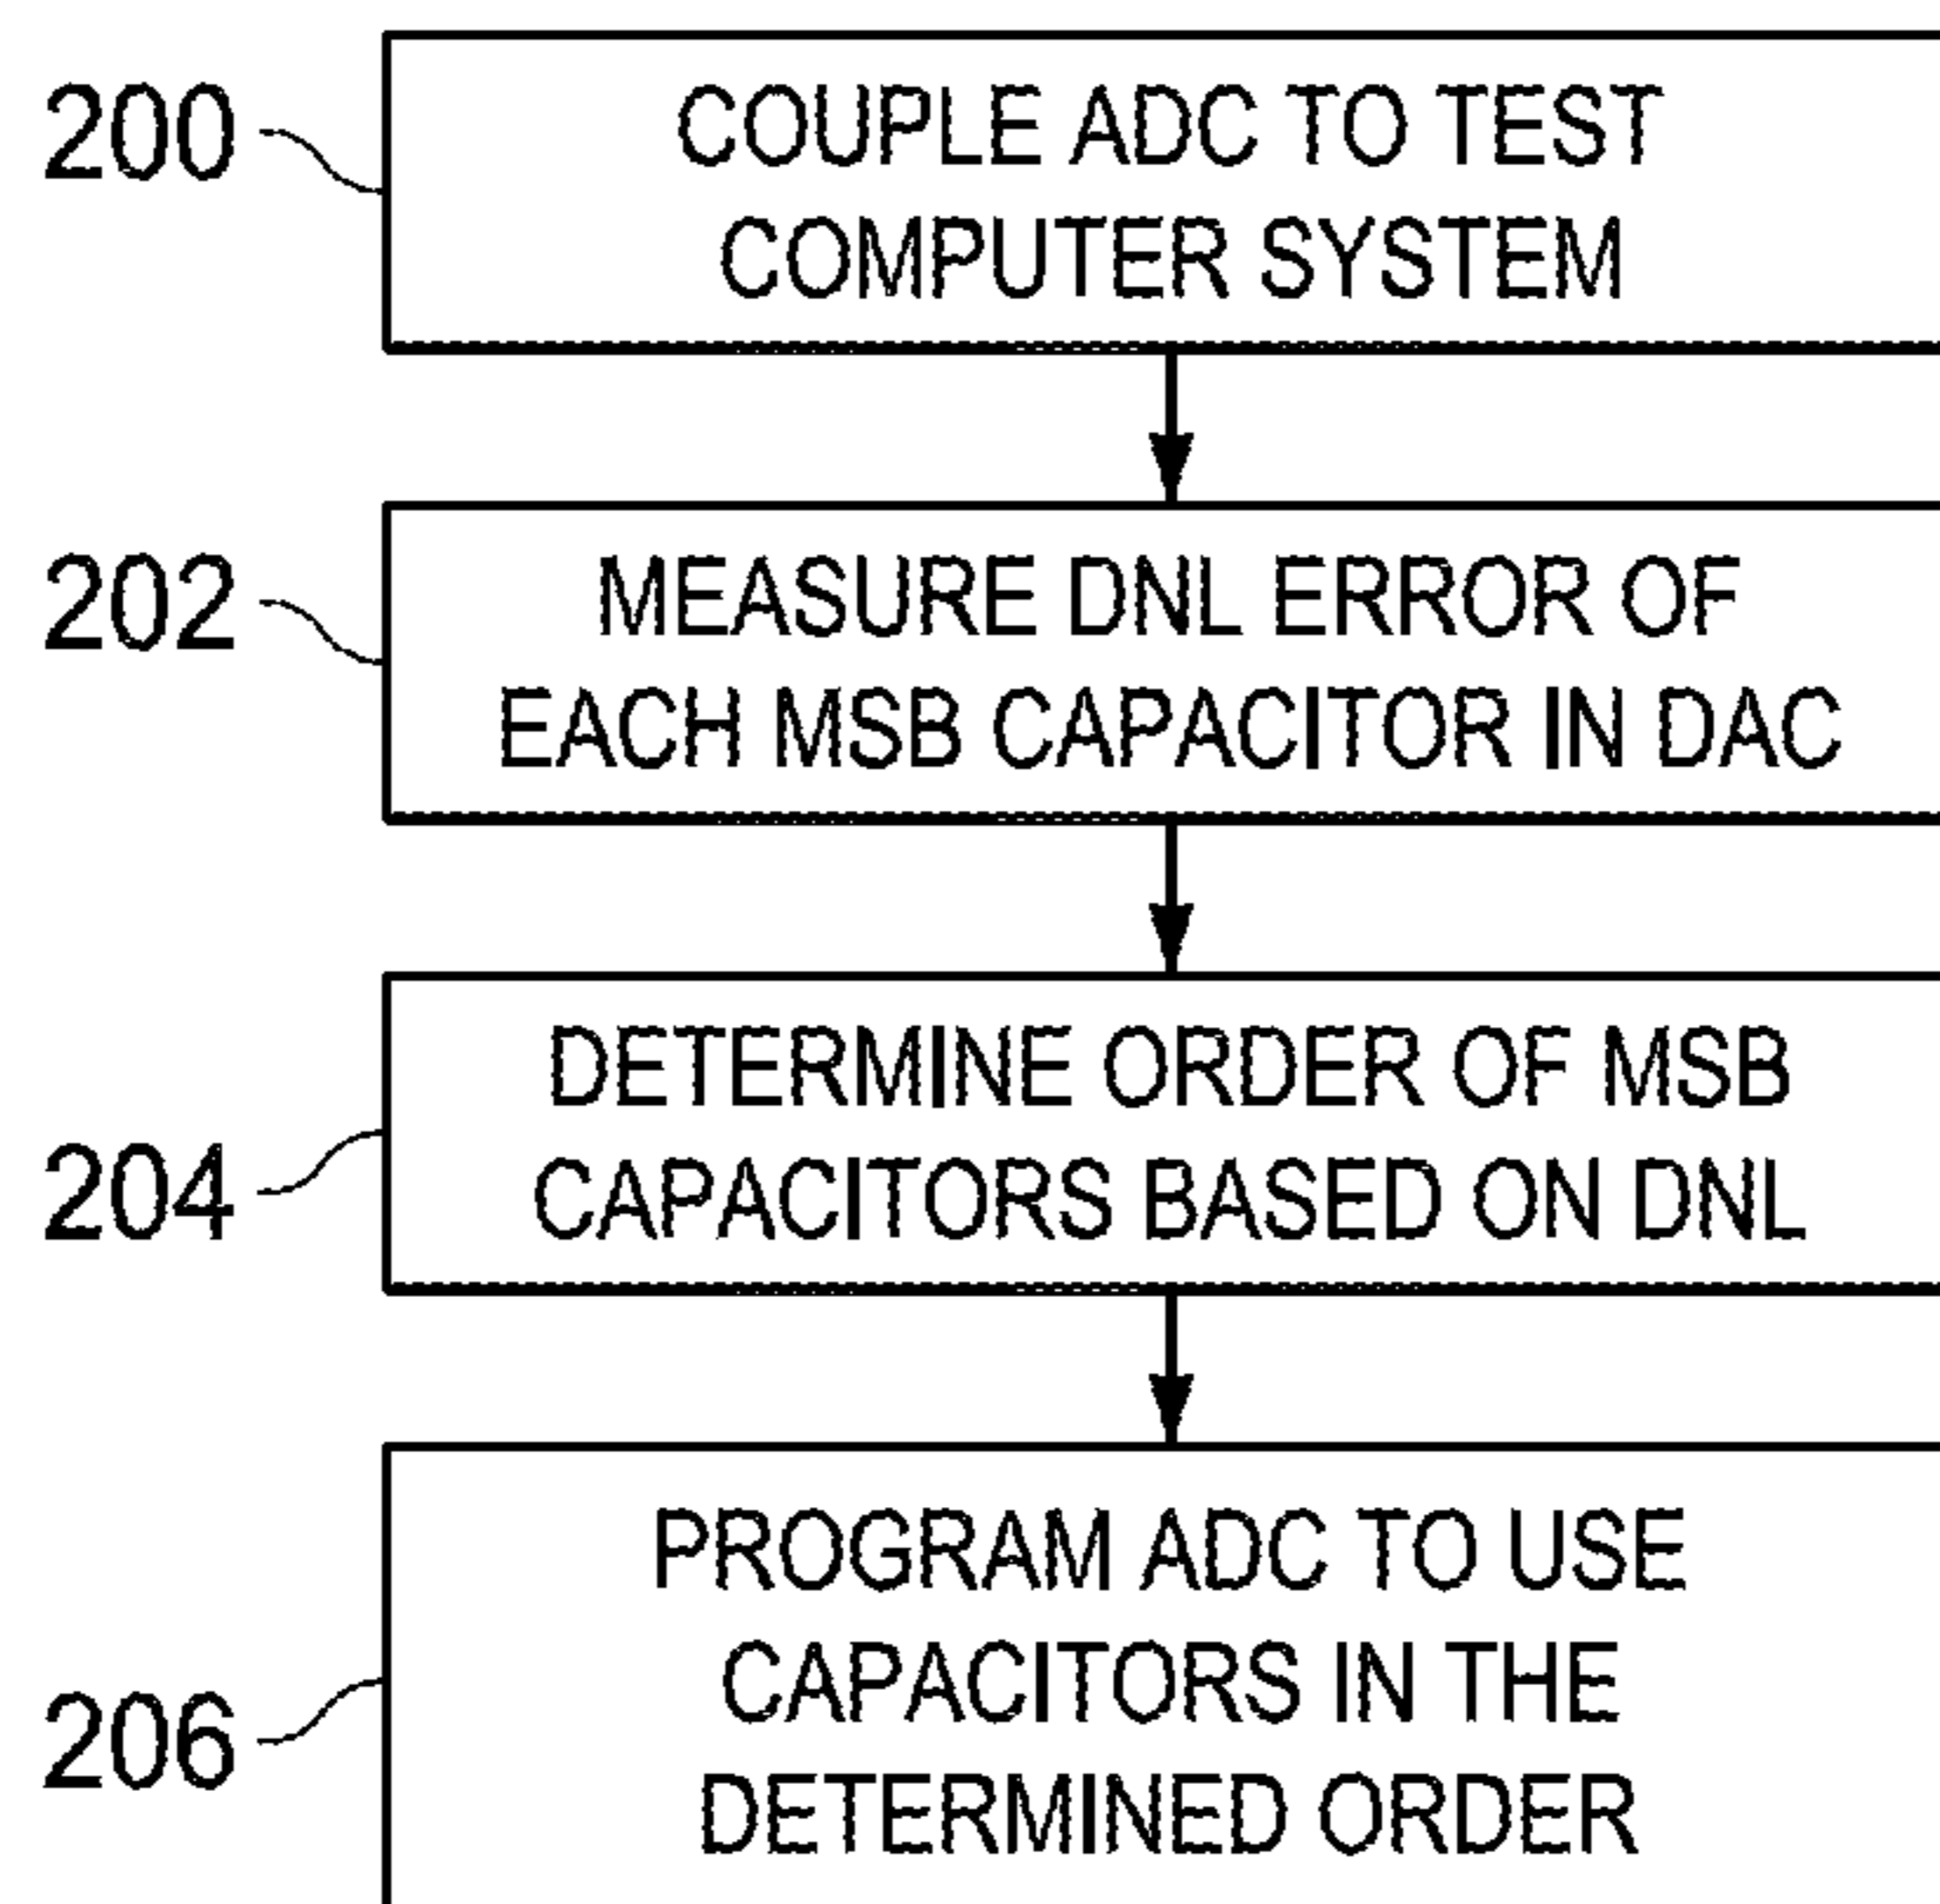 200
COUPLE ADC TO TEST
COMPUTER SYSTEM
202
MEASURE DNL ERROR OF
EACH MSB CAPACITOR IN DAC
204
DETERMINE ORDER OF MSB
CAPACITORS BASED ON DNL
206
PROGRAM ADC TO USE
CAPACITORS IN THE
DETERMINED ORDER